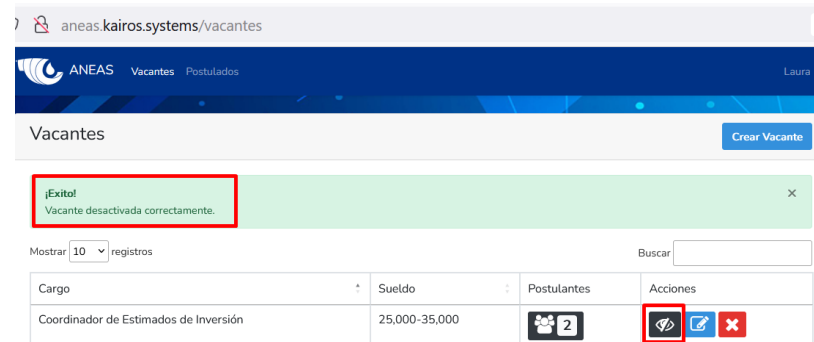 aneas.kairos.systems/vacantes
ANEAS Vacantes Postulados Laura
Vacantes
Crear Vacante
¡Exito!
×
Vacante desactivada correctamente.
Mostrar 10 registros
Buscar
Cargo Sueldo Postulantes Acciones
Coordinador de Estimados de Inversión 25,000-35,000 2